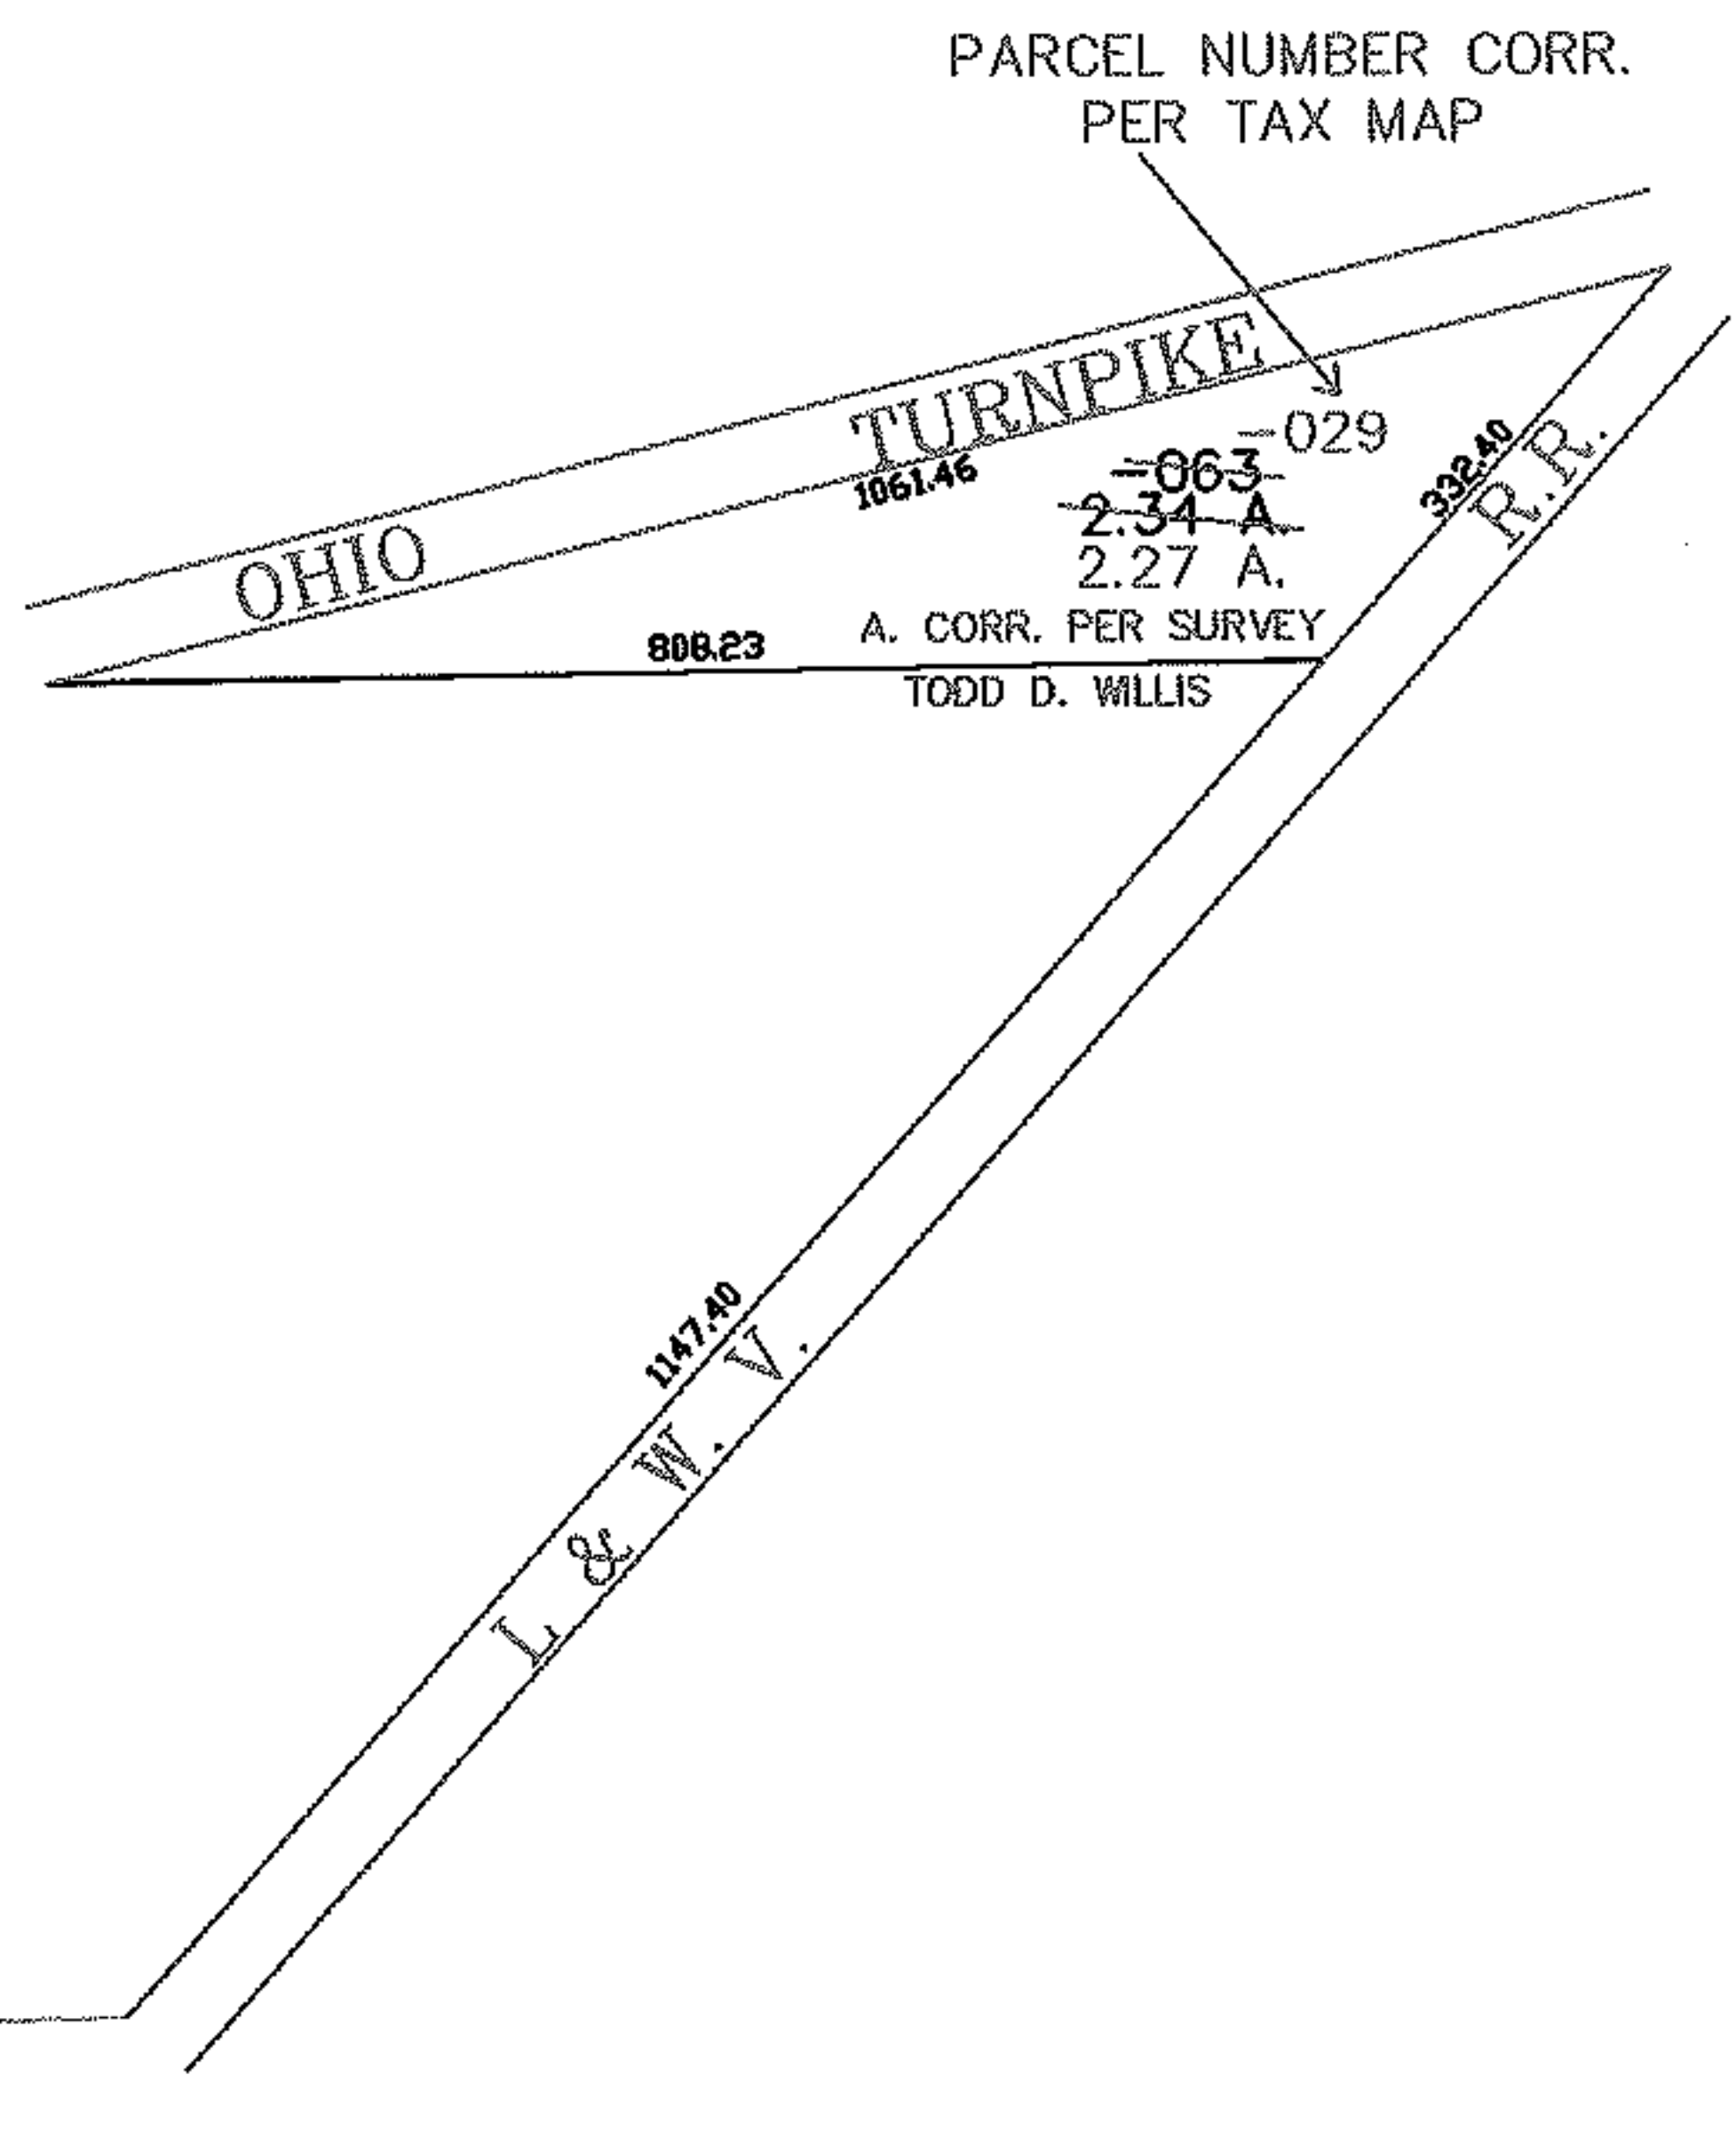 PARCEL NUMBER CORR.
PER TAX MAP
OHIO TURNPIKE
1061.46
-029
-063
2.34 A.
2.27 A.
A. CORR. PER SURVEY
808.23
TODD D. WILLIS
332.40
R.R.
1147.40
L & W. V.